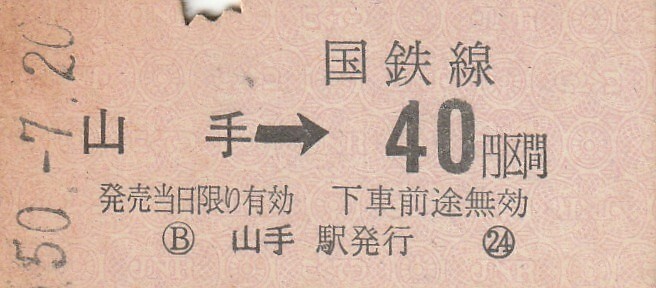 50.-7.20
国鉄線
山手→40円区間
発売当日限り有効 下車前途無効
Ⓑ 山手 駅発行 ㉔